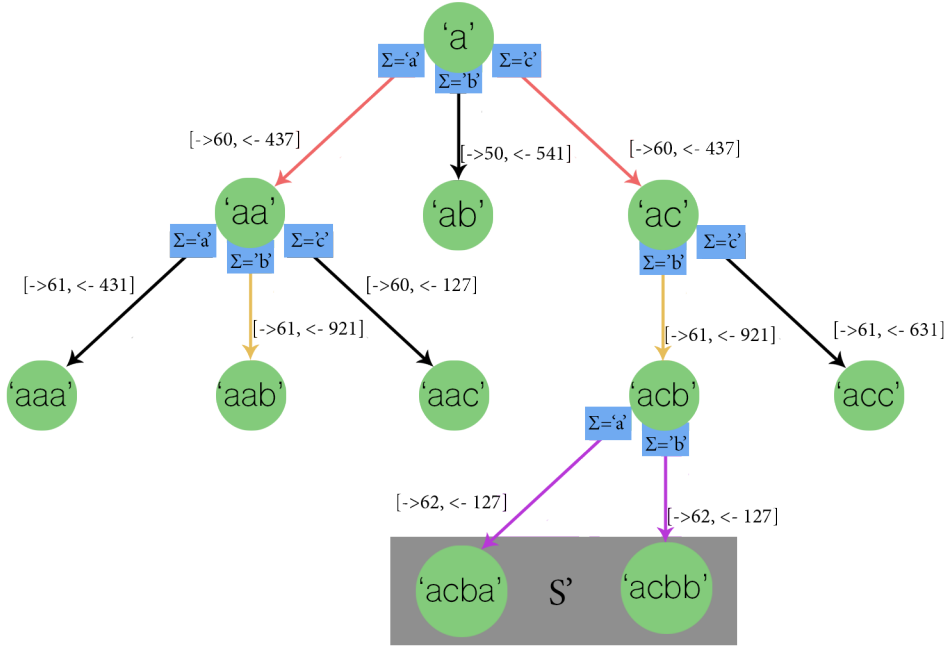 ‘a’
Σ=‘a’
Σ=’b’
Σ=’c’
[->60, <- 437]
[->50, <- 541]
[->60, <- 437]
‘aa’
‘ab’
‘ac’
Σ=‘a’
Σ=’b’
Σ=’c’
Σ=’b’
Σ=’c’
[->61, <- 431]
[->61, <- 921]
[->60, <- 127]
[->61, <- 921]
[->61, <- 631]
‘aaa’
‘aab’
‘aac’
‘acb’
‘acc’
Σ=‘a’
Σ=’b’
[->62, <- 127]
[->62, <- 127]
‘acba’
S’
‘acbb’